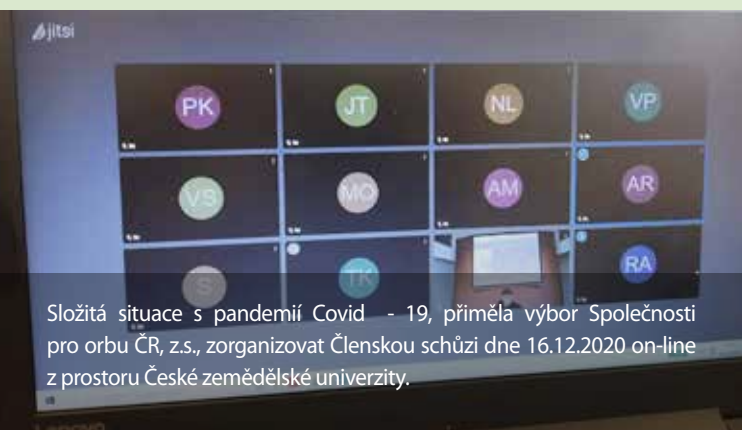 jitsi
PK JT NL VP
VS MO AM AR
S TK RA
Složitá situace s pandemií Covid - 19, přiměla výbor Společnosti
pro orbu ČR, z.s., zorganizovat Členskou schůzi dne 16.12.2020 on-line
z prostoru České zemědělské univerzity.
Lenovo